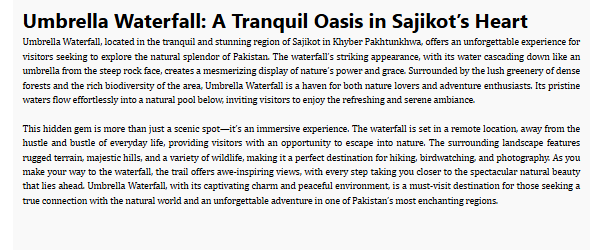 Umbrella Waterfall: A Tranquil Oasis in Sajikot’s Heart
Umbrella Waterfall, located in the tranquil and stunning region of Sajikot in Khyber Pakhtunkhwa, offers an unforgettable experience for
visitors seeking to explore the natural splendor of Pakistan. The waterfall’s striking appearance, with its water cascading down like an
umbrella from the steep rock face, creates a mesmerizing display of nature’s power and grace. Surrounded by the lush greenery of dense
forests and the rich biodiversity of the area, Umbrella Waterfall is a haven for both nature lovers and adventure enthusiasts. Its pristine
waters flow effortlessly into a natural pool below, inviting visitors to enjoy the refreshing and serene ambiance.
This hidden gem is more than just a scenic spot—it’s an immersive experience. The waterfall is set in a remote location, away from the
hustle and bustle of everyday life, providing visitors with an opportunity to escape into nature. The surrounding landscape features
rugged terrain, majestic hills, and a variety of wildlife, making it a perfect destination for hiking, birdwatching, and photography. As you
make your way to the waterfall, the trail offers awe-inspiring views, with every step taking you closer to the spectacular natural beauty
that lies ahead. Umbrella Waterfall, with its captivating charm and peaceful environment, is a must-visit destination for those seeking a
true connection with the natural world and an unforgettable adventure in one of Pakistan’s most enchanting regions.